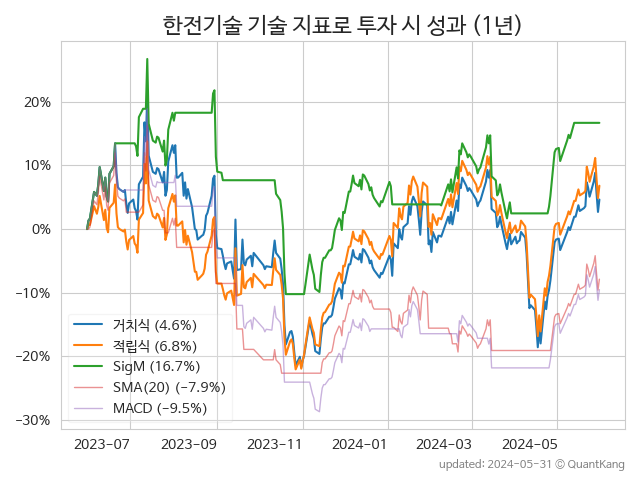 한전기술 기술 지표로 투자 시 성과 (1년)
20%
10%
0%
−10%
−20%
−30%
거치식 (4.6%)
적립식 (6.8%)
SigM (16.7%)
SMA(20) (−7.9%)
MACD (−9.5%)
2023-07
2023-09
2023-11
2024-01
2024-03
2024-05
updated: 2024-05-31 © QuantKang